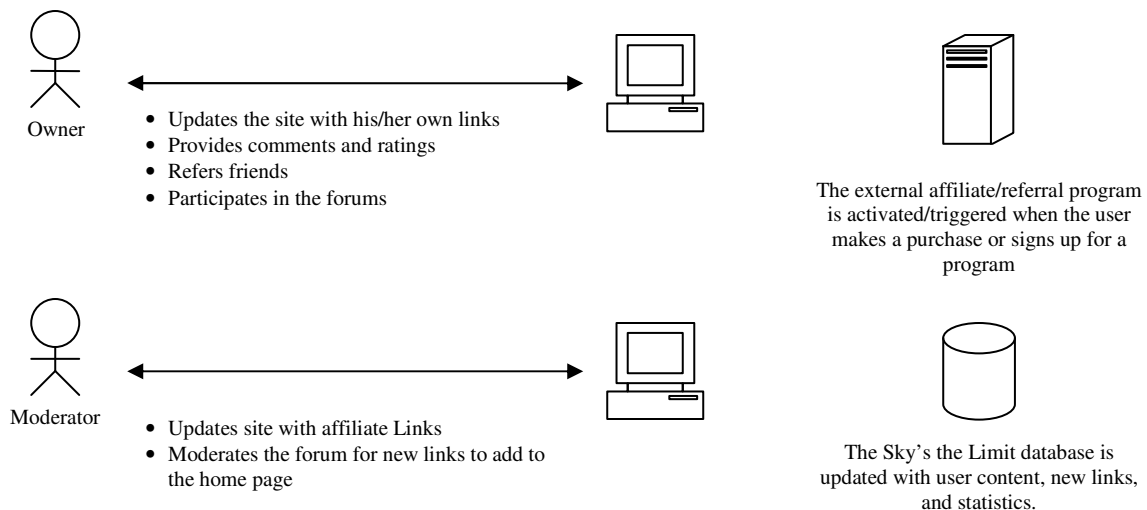 Owner
• Updates the site with his/her own links
• Provides comments and ratings
• Refers friends
• Participates in the forums
The external affiliate/referral program
is activated/triggered when the user
makes a purchase or signs up for a
program
Moderator
• Updates site with affiliate Links
• Moderates the forum for new links to add to
the home page
The Sky’s the Limit database is
updated with user content, new links,
and statistics.